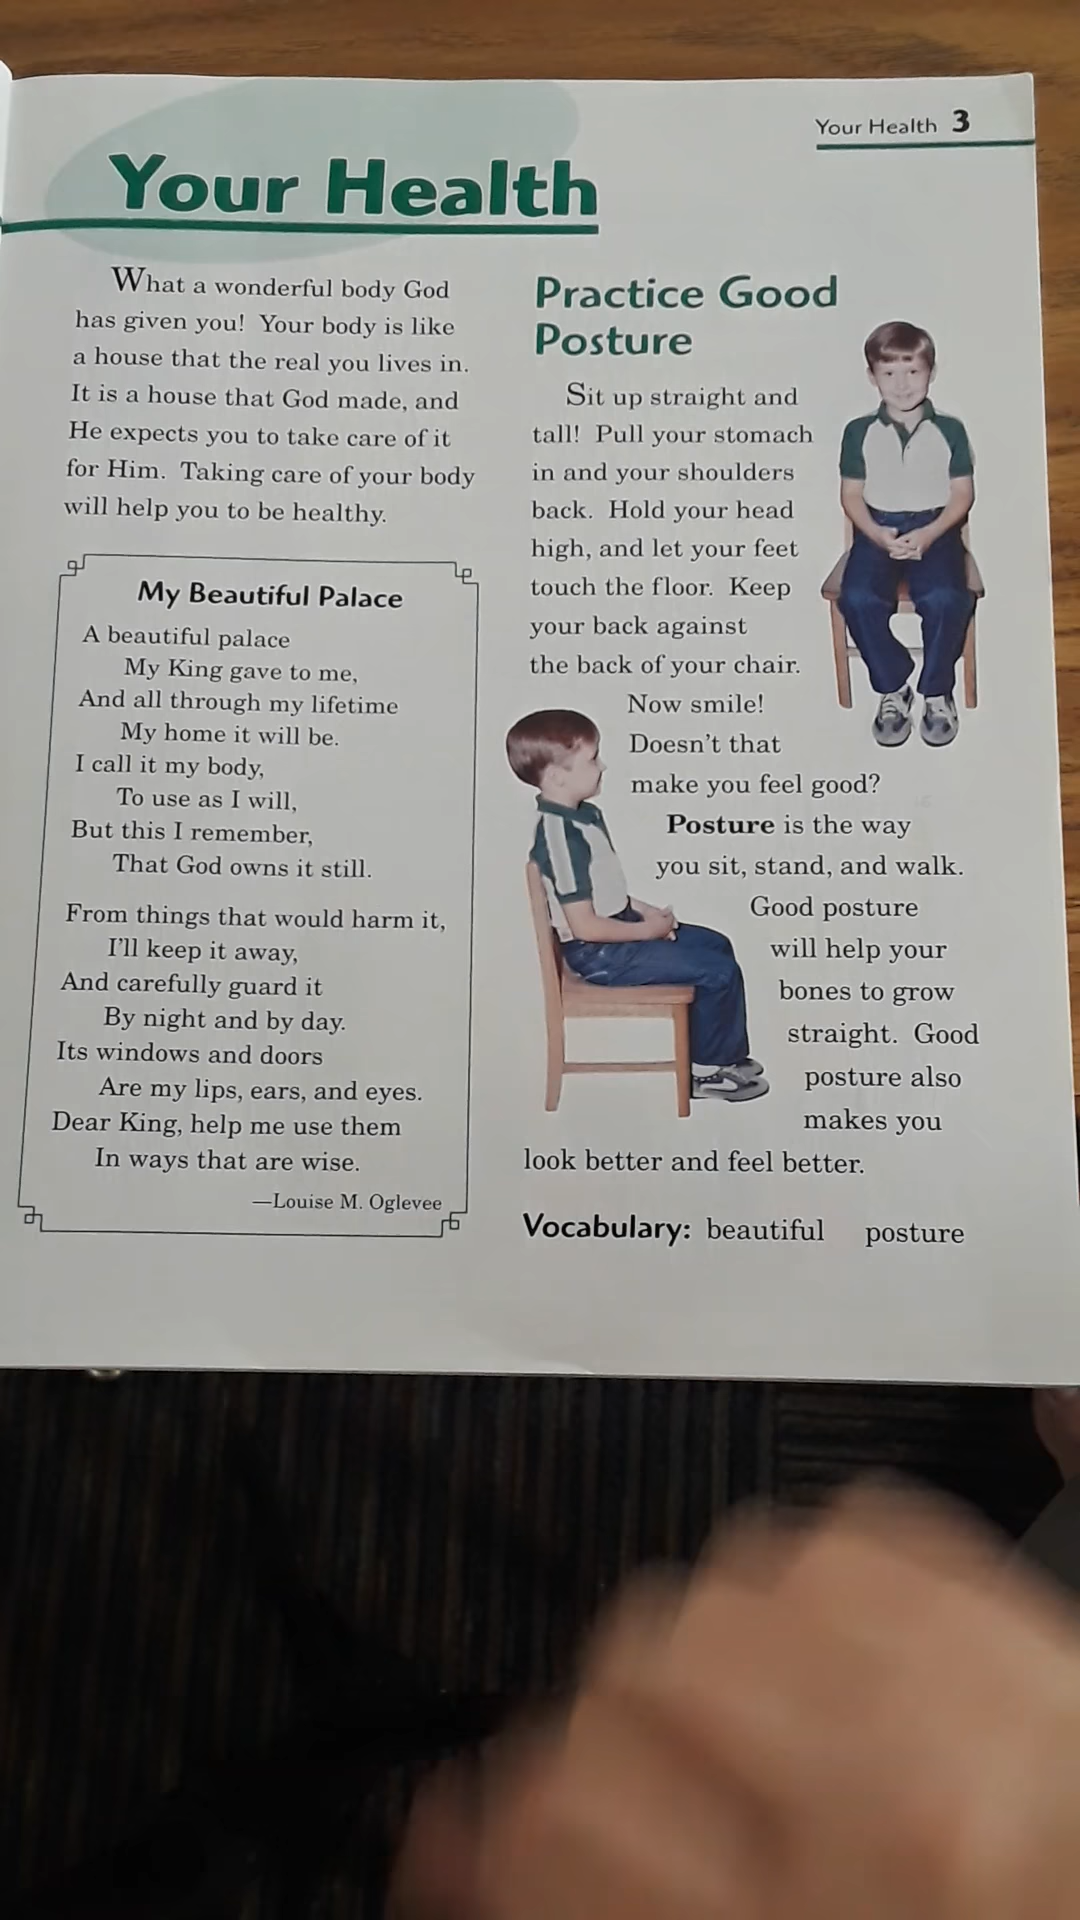 Your Health 3
Your Health
What a wonderful body God
has given you! Your body is like
a house that the real you lives in.
It is a house that God made, and
He expects you to take care of it
for Him. Taking care of your body
will help you to be healthy.
My Beautiful Palace
A beautiful palace
My King gave to me,
And all through my lifetime
My home it will be.
I call it my body,
To use as I will,
But this I remember,
That God owns it still.
From things that would harm it,
I'll keep it away,
And carefully guard it
By night and by day.
Its windows and doors
Are my lips, ears, and eyes.
Dear King, help me use them
In ways that are wise.
—Louise M. Oglevee
Practice Good
Posture
Sit up straight and
tall! Pull your stomach
in and your shoulders
back. Hold your head
high, and let your feet
touch the floor. Keep
your back against
the back of your chair.
Now smile!
Doesn't that
make you feel good?
Posture is the way
you sit, stand, and walk.
Good posture
will help your
bones to grow
straight. Good
posture also
makes you
look better and feel better.
Vocabulary: beautiful posture